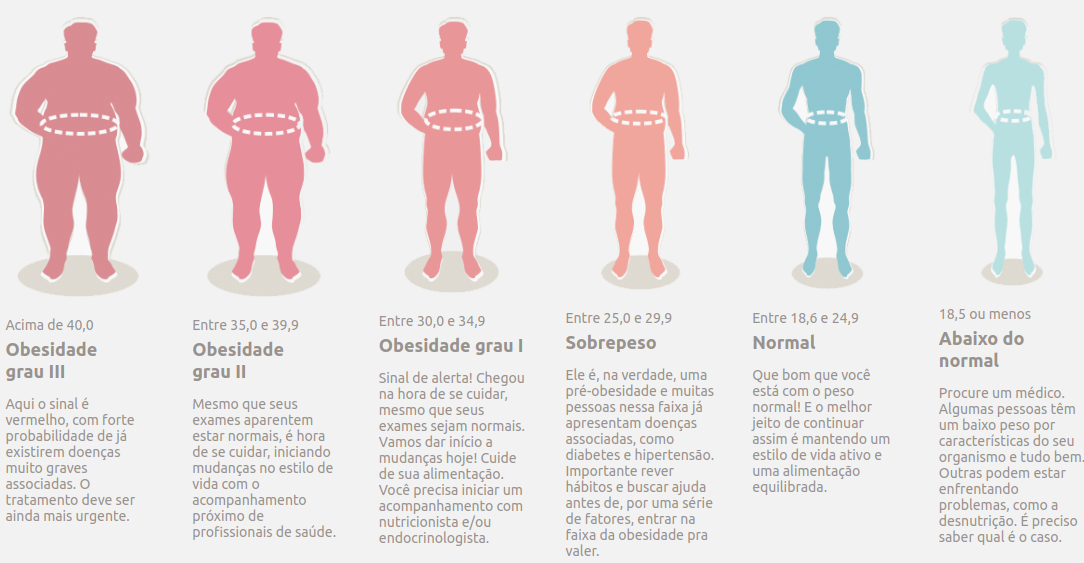 Acima de 40,0
Obesidade
grau III
Aqui o sinal é
vermelho, com forte
probabilidade de já
existirem doenças
muito graves
associadas. O
tratamento deve ser
ainda mais urgente.
Entre 35,0 e 39,9
Obesidade
grau II
Mesmo que seus
exames aparentem
estar normais, é hora
de se cuidar, iniciando
mudanças no estilo de
vida com o
acompanhamento
próximo de
profissionais de saúde.
Entre 30,0 e 34,9
Obesidade grau I
Sinal de alerta! Chegou
na hora de se cuidar,
mesmo que seus
exames sejam normais.
Vamos dar início a
mudanças hoje! Cuide
de sua alimentação.
Você precisa iniciar um
acompanhamento com
nutricionista e/ou
endocrinologista.
Entre 25,0 e 29,9
Sobrepeso
Ele é, na verdade, uma
pré-obesidade e muitas
pessoas nessa faixa já
apresentam doenças
associadas, como
diabetes e hipertensão.
Importante rever
hábitos e buscar ajuda
antes de, por uma série
de fatores, entrar na
faixa da obesidade pra
valer.
Entre 18,6 e 24,9
Normal
Que bom que você
está com o peso
normal! E o melhor
jeito de continuar
assim é mantendo um
estilo de vida ativo e
uma alimentação
equilibrada.
18,5 ou menos
Abaixo do
normal
Procure um médico.
Algumas pessoas têm
um baixo peso por
características do seu
organismo e tudo bem.
Outras podem estar
enfrentando
problemas, como a
desnutrição. É preciso
saber qual é o caso.